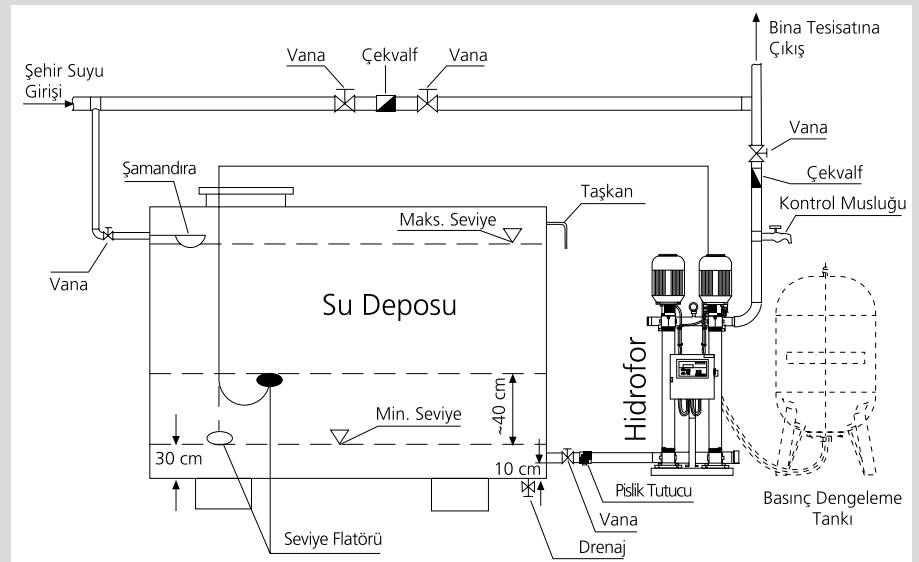 Bina Tesisatına
Çıkış
Şehir Suyu
Girişi
Vana
Çekvalf
Vana
Vana
Şamandıra
Çekvalf
Taşkan
Kontrol Musluğu
Maks. Seviye
Vana
Su Deposu
Hidrofor
~40 cm
Min. Seviye
30 cm
10 cm
Pislik Tutucu
Basınç Dengeleme
Tankı
Vana
Seviye Flatörü
Drenaj